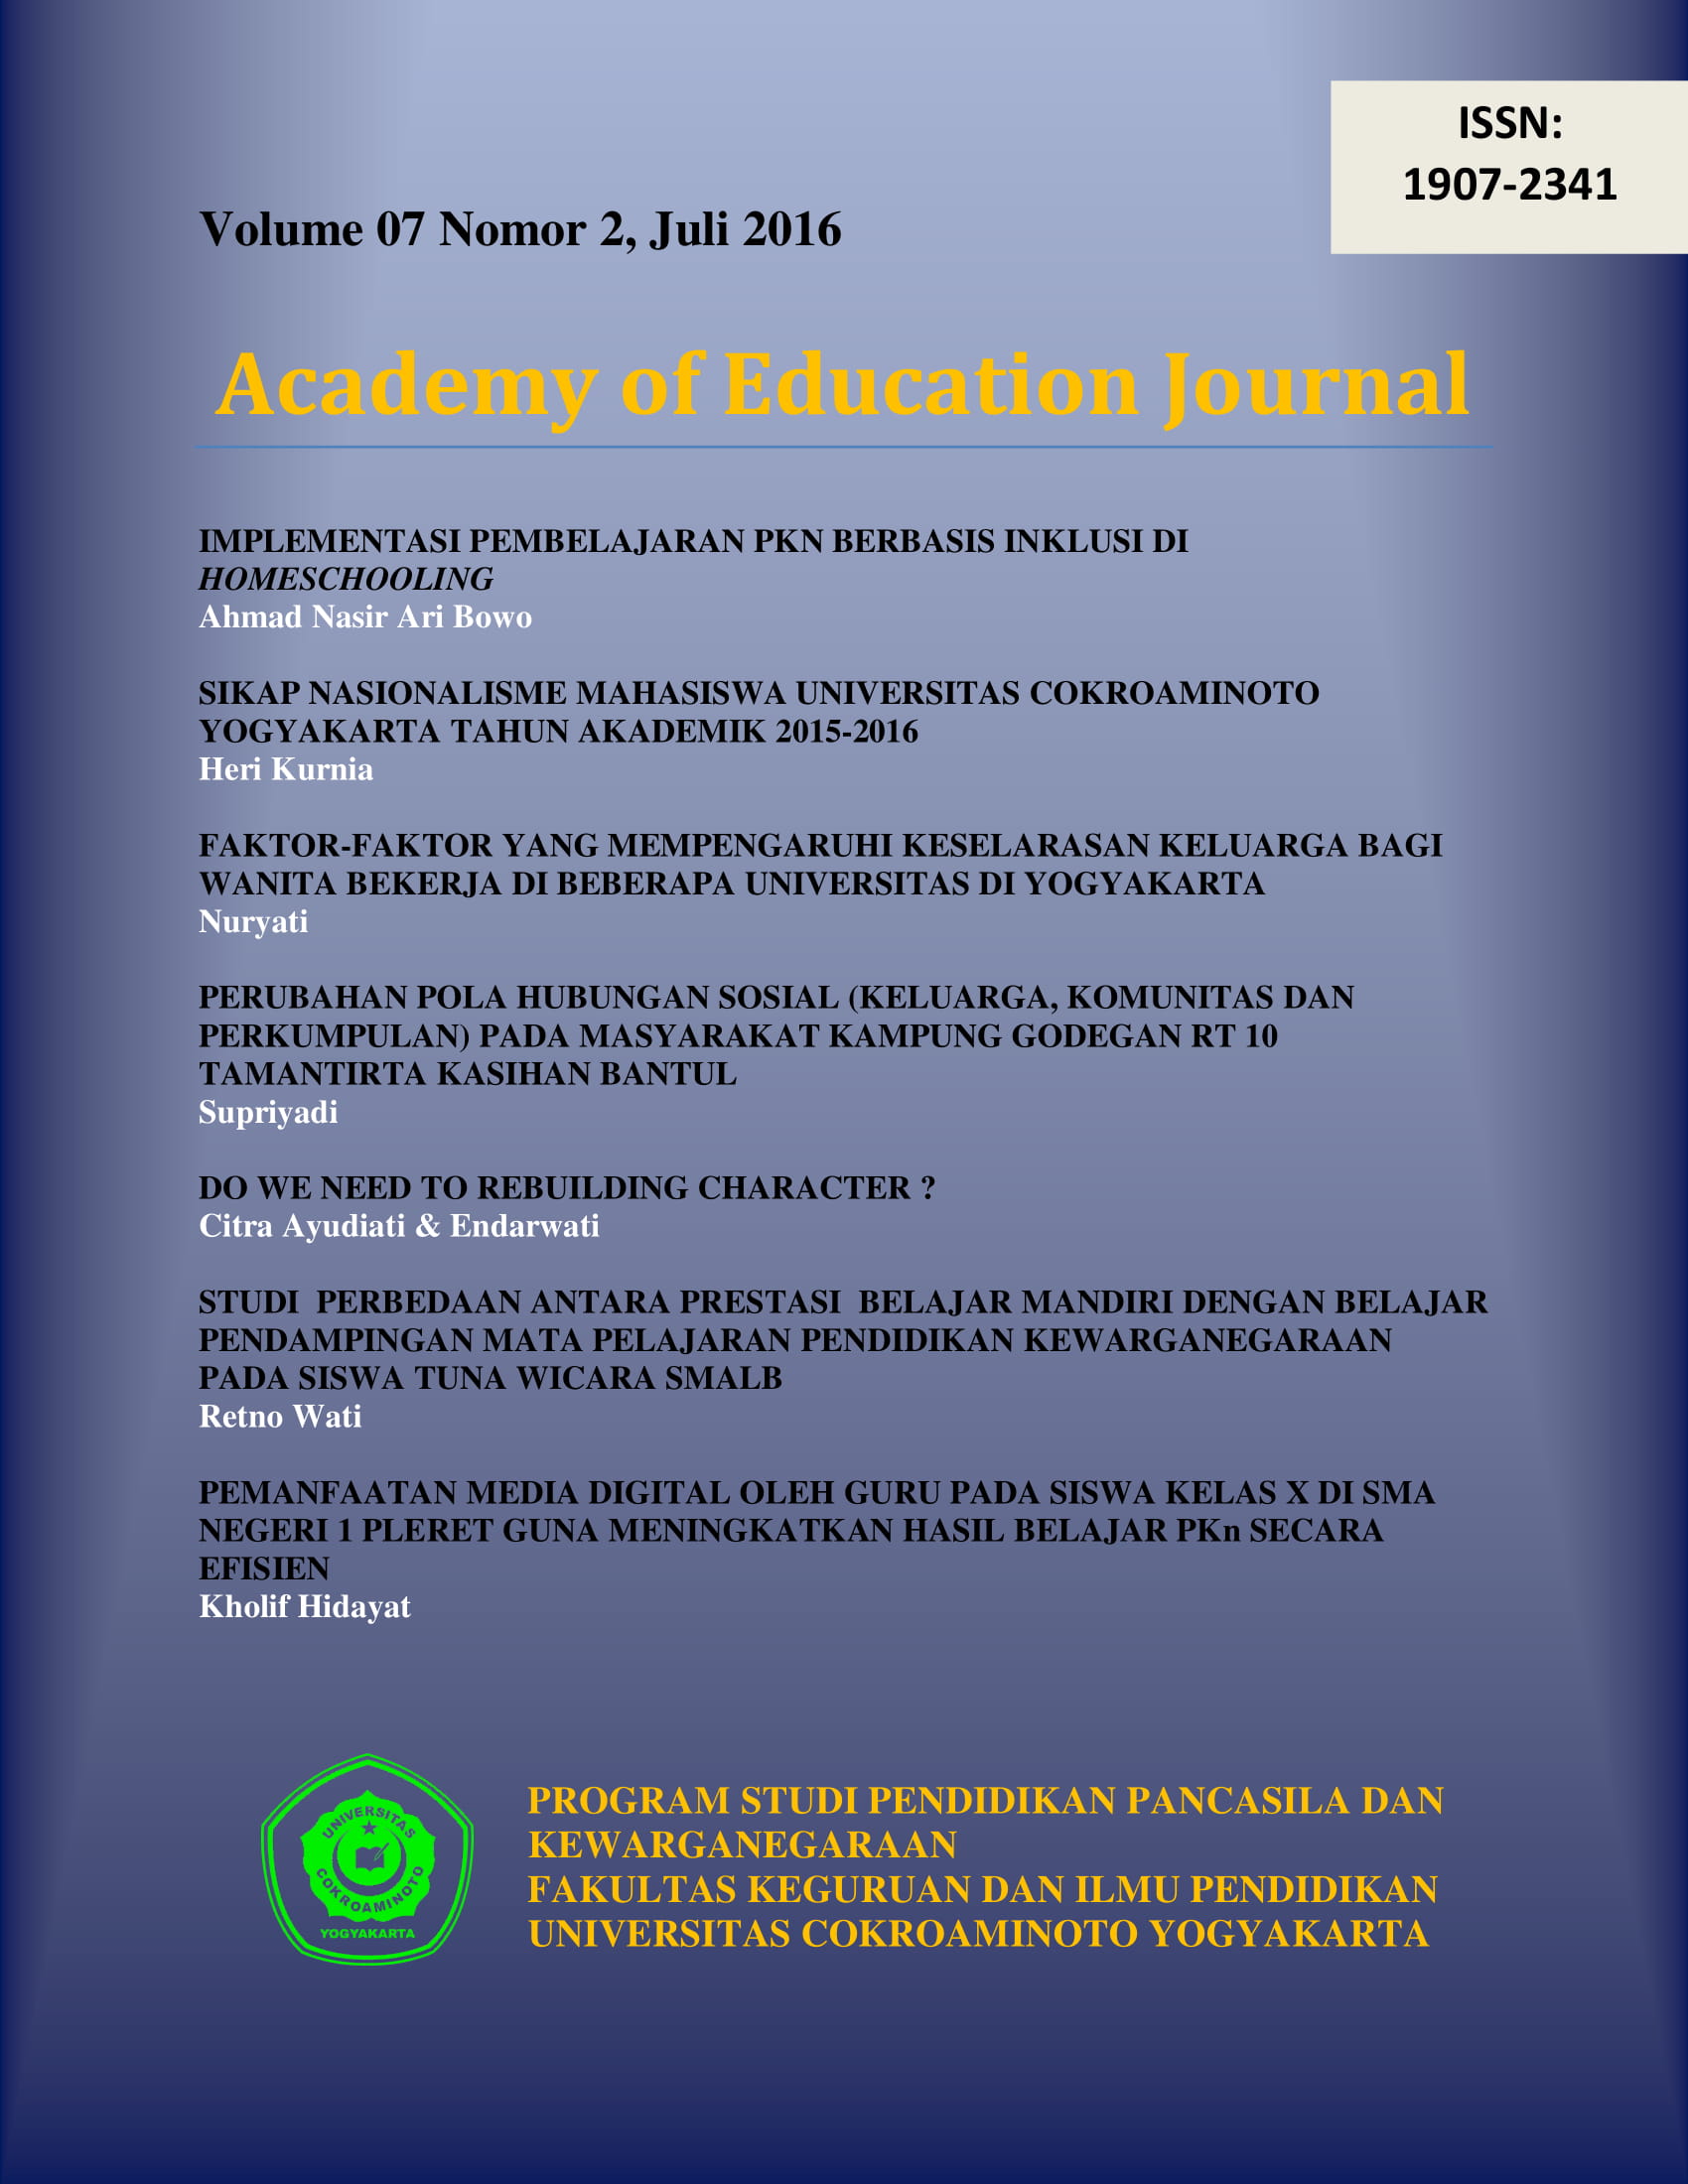 ISSN:
1907-2341
Volume 07 Nomor 2, Juli 2016
Academy of Education Journal
IMPLEMENTASI PEMBELAJARAN PKN BERBASIS INKLUSI DI
HOMESCHOOLING
Ahmad Nasir Ari Bowo
SIKAP NASIONALISME MAHASISWA UNIVERSITAS COKROAMINOTO
YOGYAKARTA TAHUN AKADEMIK 2015-2016
Heri Kurnia
FAKTOR-FAKTOR YANG MEMPENGARUHI KESELARASAN KELUARGA BAGI
WANITA BEKERJA DI BEBERAPA UNIVERSITAS DI YOGYAKARTA
Nuryati
PERUBAHAN POLA HUBUNGAN SOSIAL (KELUARGA, KOMUNITAS DAN
PERKUMPULAN) PADA MASYARAKAT KAMPUNG GODEGAN RT 10
TAMANTIRTA KASIHAN BANTUL
Supriyadi
DO WE NEED TO REBUILDING CHARACTER ?
Citra Ayudiati & Endarwati
STUDI  PERBEDAAN ANTARA PRESTASI  BELAJAR MANDIRI DENGAN BELAJAR
PENDAMPINGAN MATA PELAJARAN PENDIDIKAN KEWARGANEGARAAN
PADA SISWA TUNA WICARA SMALB
Retno Wati
PEMANFAATAN MEDIA DIGITAL OLEH GURU PADA SISWA KELAS X DI SMA
NEGERI 1 PLERET GUNA MENINGKATKAN HASIL BELAJAR PKn SECARA
EFISIEN
Kholif Hidayat
UNIVERSITAS
COKROAMINOTO
YOGYAKARTA
PROGRAM STUDI PENDIDIKAN PANCASILA DAN
KEWARGANEGARAAN
FAKULTAS KEGURUAN DAN ILMU PENDIDIKAN
UNIVERSITAS COKROAMINOTO YOGYAKARTA